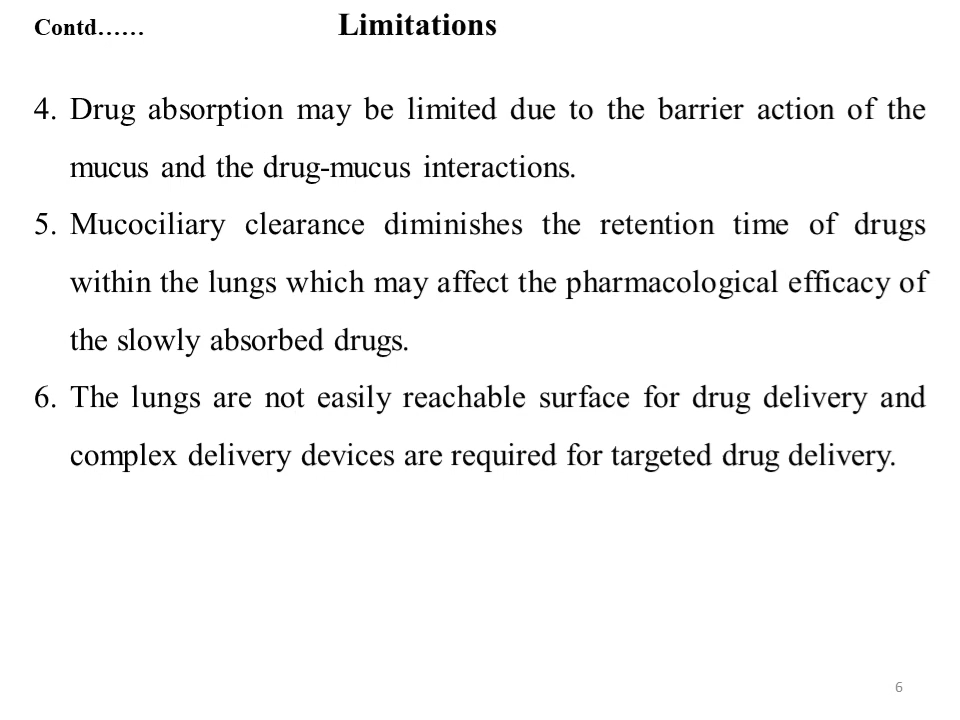 Contd…… Limitations
4. Drug absorption may be limited due to the barrier action of the
mucus and the drug-mucus interactions.
5. Mucociliary clearance diminishes the retention time of drugs
within the lungs which may affect the pharmacological efficacy of
the slowly absorbed drugs.
6. The lungs are not easily reachable surface for drug delivery and
complex delivery devices are required for targeted drug delivery.
6